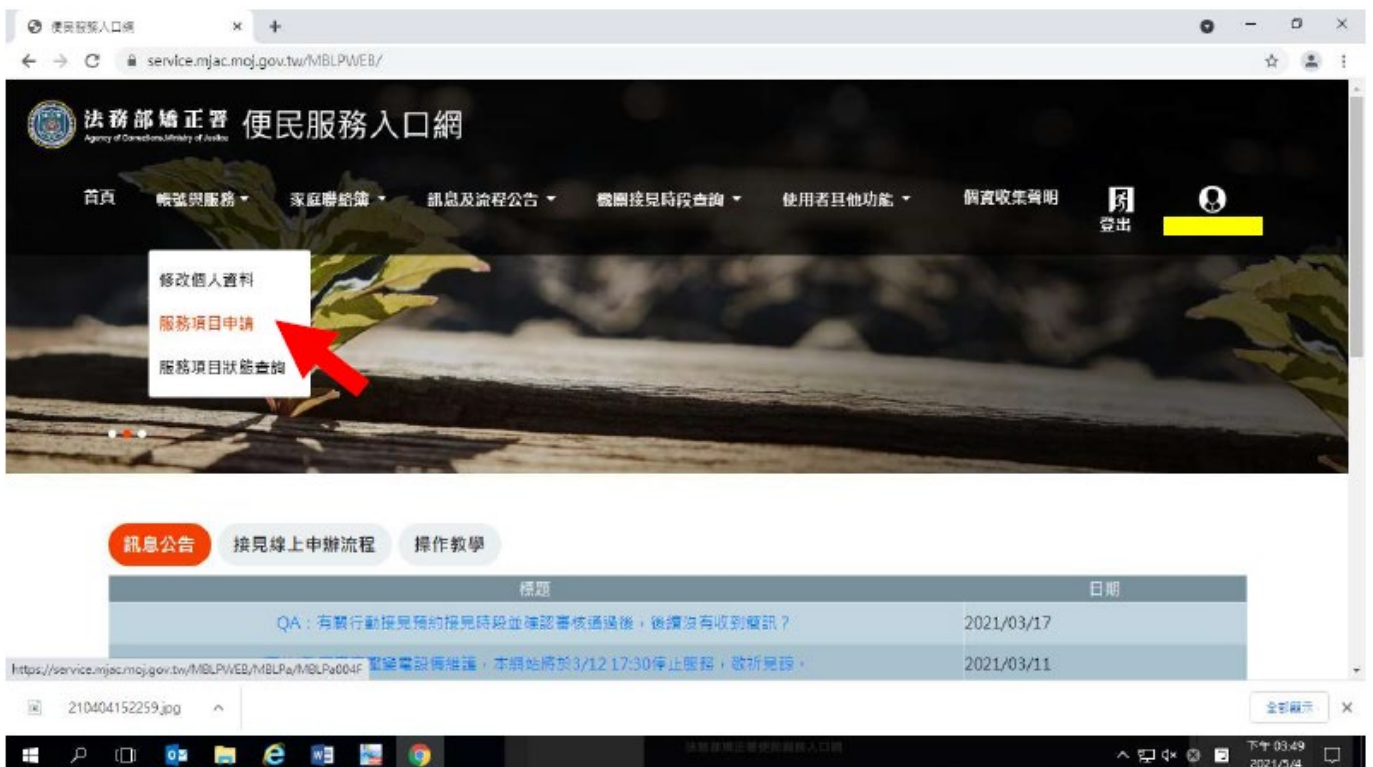 便民服務入口網
service.mjac.moj.gov.tw/MBLPWEB/
法務部矯正署 便民服務入口網
Agency of Corrections,Ministry of Justice
首頁 帳號與服務 家庭聯絡簿 訊息及流程公告 機關接見時段查詢 使用者其他功能 個資收集聲明
登出
修改個人資料
服務項目申請
服務項目狀態查詢
訊息公告 接見線上申辦流程 操作教學
標題 日期
QA：有關行動接見預約接見時段並確認審核通過後，後續沒有收到簡訊？ 2021/03/17
電設備維護，本網站將於3/12 17:30停止服務，敬祈見諒。 2021/03/11
https://service.mjac.moj.gov.tw/MBLPWEB/MBLPa/MBLPa004F
210404152259.jpg 全部顯示
下午 03:49
2021/5/4